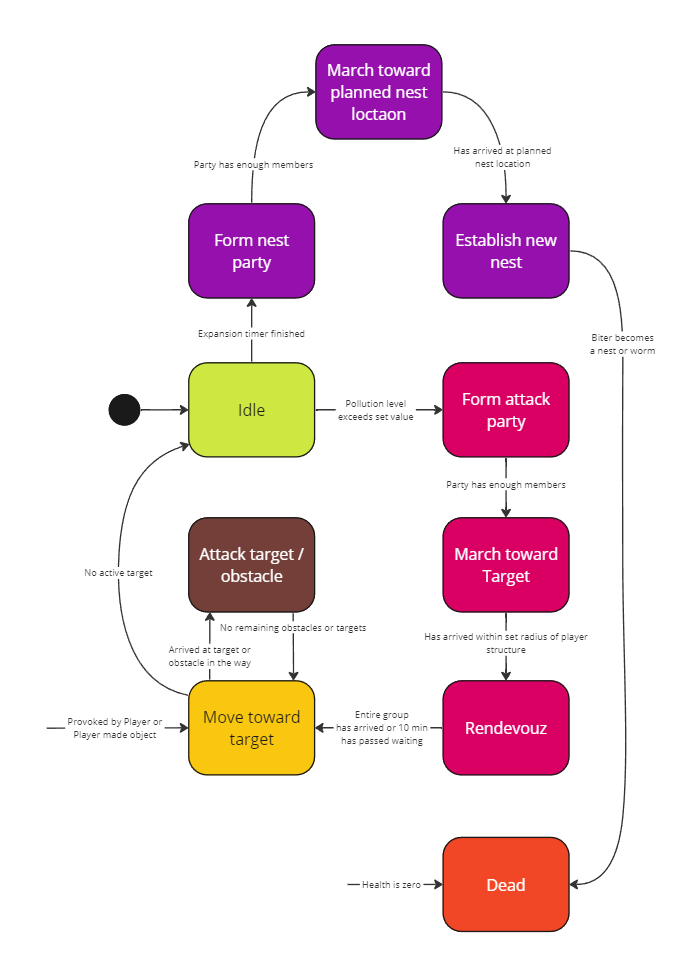 March toward
planned nest
loctaon
Has arrived at planned
nest location
Party has enough members
Form nest
party
Establish new
nest
Expansion timer finished
Biter becomes
a nest or worm
Idle
Pollution level
exceeds set value
Form attack
party
Party has enough members
Attack target /
obstacle
March toward
Target
No active target
No remaining obstacles or targets
Has arrived within set radius of player
structure
Arrived at target or
obstacle in the way
Provoked by Player or
Player made object
Move toward
target
Entire group
has arrived or 10 min
has passed waiting
Rendevouz
Health is zero
Dead